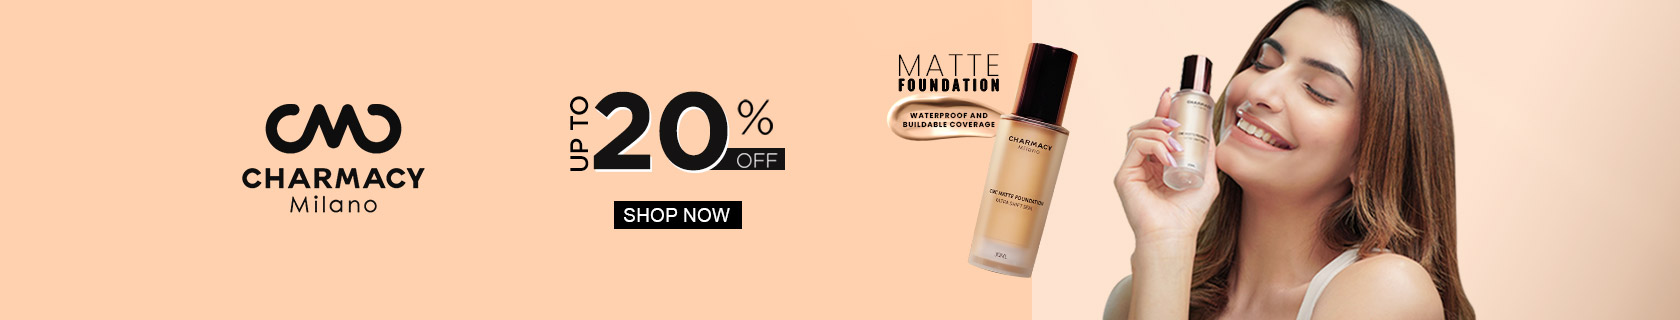 CMC
CHARMACY
Milano
UP TO
20%
OFF
SHOP NOW
MATTE
FOUNDATION
WATERPROOF AND
BUILDABLE COVERAGE
CHARMACY
Milano
CMC MATTE FOUNDATION
CHARMACY